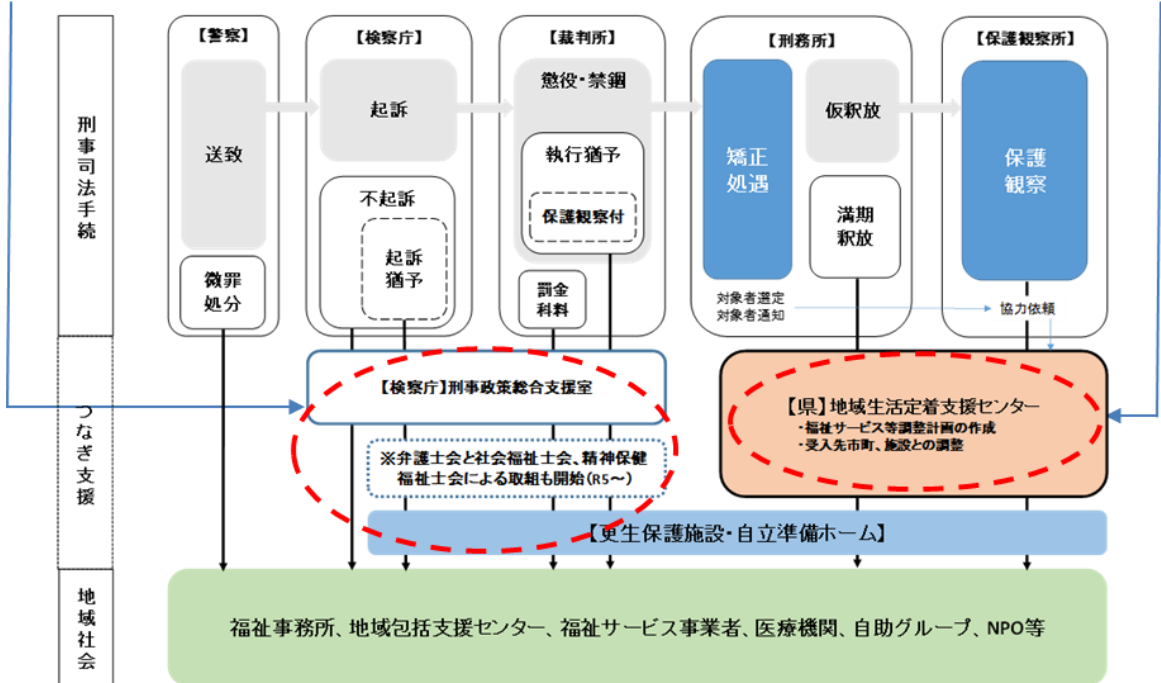 刑事司法手続
【警察】
【検察庁】
【裁判所】
【刑務所】
【保護観察所】
送致
微罪
処分
起訴
不起訴
起訴
猶予
懲役・禁錮
執行猶予
保護観察付
罰金
科料
矯正
処遇
仮釈放
満期
釈放
保護
観察
対象者選定
対象者通知
協力依頼
つなぎ支援
【検察庁】刑事政策総合支援室
※弁護士会と社会福祉士会、精神保健
福祉士会による取組も開始(R5~)
【県】地域生活定着支援センター
・福祉サービス等調整計画の作成
・受入先市町、施設との調整
【更生保護施設・自立準備ホーム】
地域社会
福祉事務所、地域包括支援センター、福祉サービス事業者、医療機関、自助グループ、NPO等